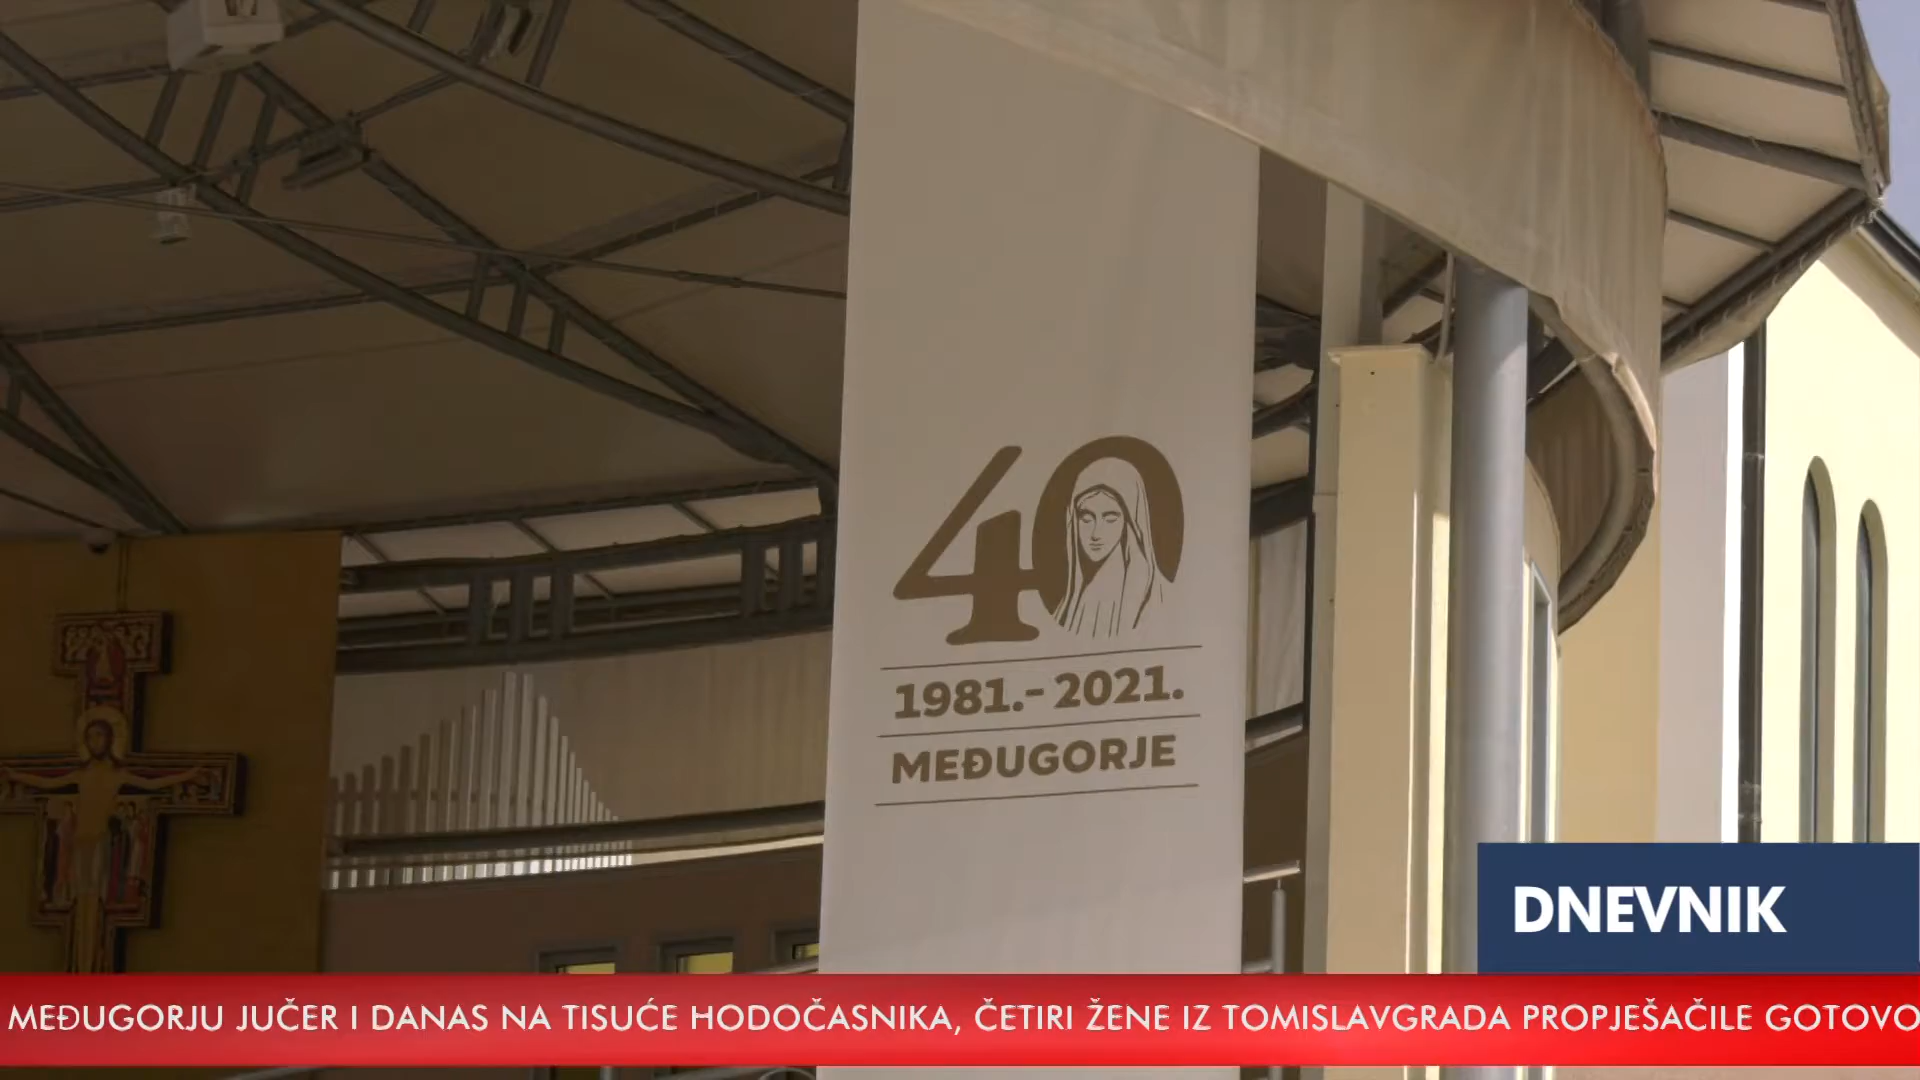 40
1981.- 2021.
MEĐUGORJE
DNEVNIK
MEĐUGORJU JUČER I DANAS NA TISUĆE HODOČASNIKA, ČETIRI ŽENE IZ TOMISLAVGRADA PROPJEŠAČILE GOTOVO